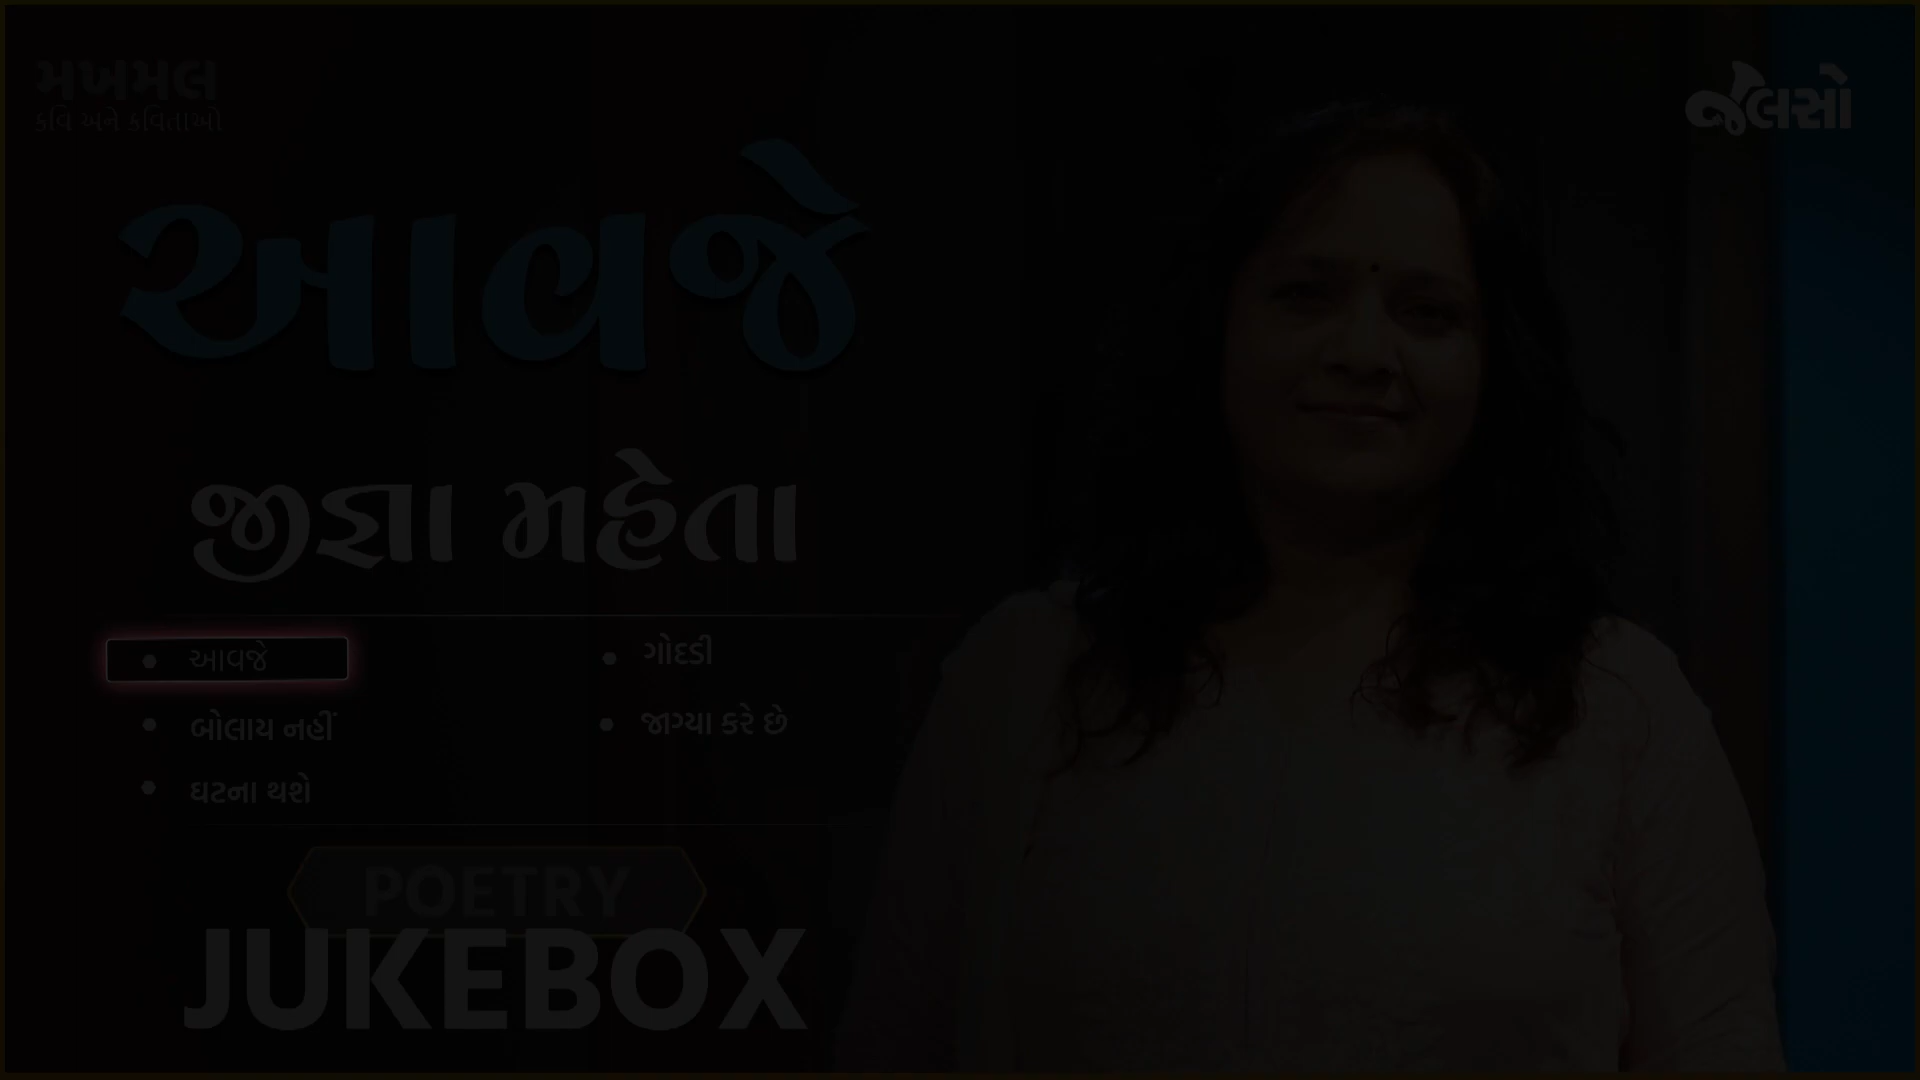 મખમલ
કવિ અને કવિતાઓ
જલસો
આવજે
જીજ્ઞા મહેતા
આવજે
બોલાય નહીં
ઘટના થશે
ગોદડી
જાગ્યા કરે છે
POETRY
JUKEBOX